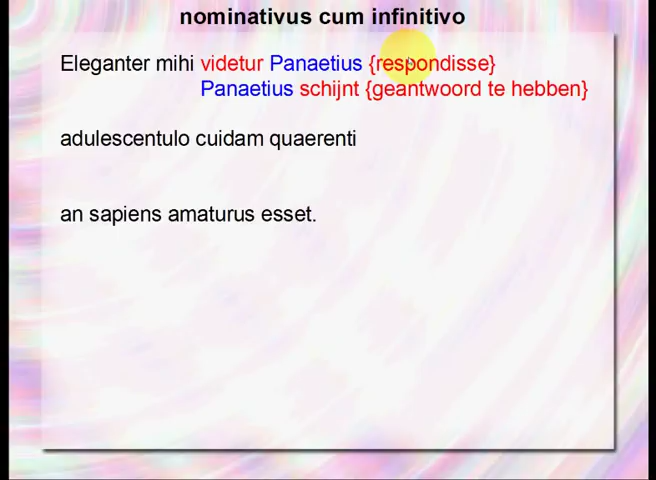 nominativus cum infinitivo
Eleganter mihi videtur Panaetius {respondisse}
Panaetius schijnt {geantwoord te hebben}
adulescentulo cuidam quaerenti
an sapiens amaturus esset.